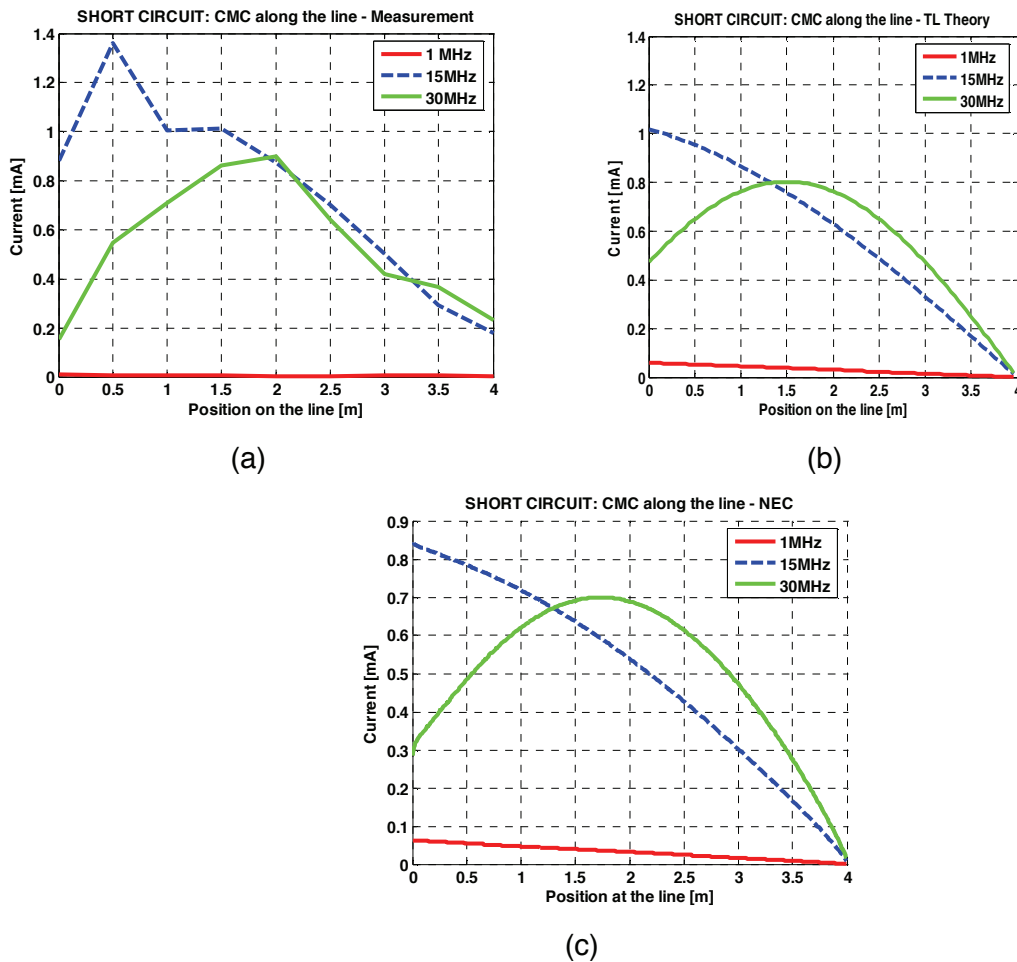 SHORT CIRCUIT: CMC along the line - Measurement
1.4
1.2
1
0.8
0.6
0.4
0.2
0
Current [mA]
1 MHz
15MHz
30MHz
0 0.5 1 1.5 2 2.5 3 3.5 4
Position on the line [m]
(a)
SHORT CIRCUIT: CMC along the line - TL Theory
1.4
1.2
1
0.8
0.6
0.4
0.2
0
Current [mA]
1MHz
15MHz
30MHz
0 0.5 1 1.5 2 2.5 3 3.5 4
Position on the line [m]
(b)
SHORT CIRCUIT: CMC along the line - NEC
0.9
0.8
0.7
0.6
0.5
0.4
0.3
0.2
0.1
0
Current [mA]
1MHz
15MHz
30MHz
0 0.5 1 1.5 2 2.5 3 3.5 4
Position at the line [m]
(c)